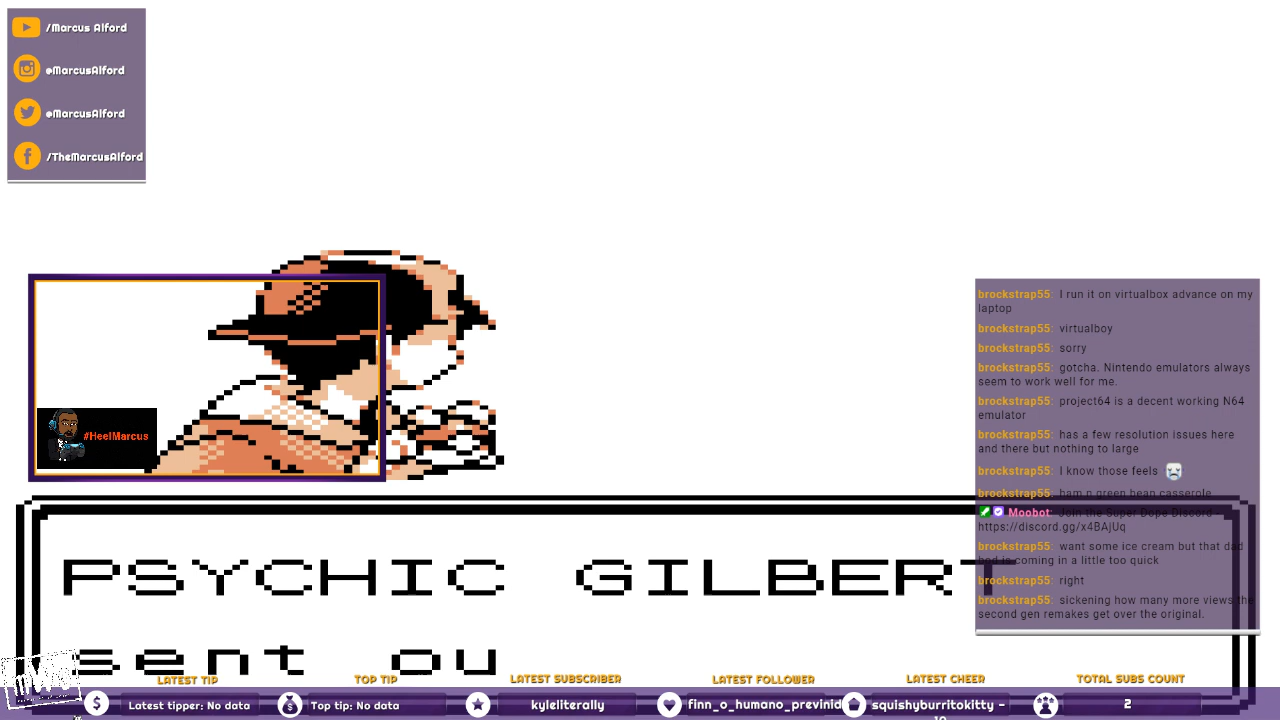 /Marcus Alford
@MarcusAlford
@MarcusAlford
/TheMarcusAlford
#HeelMarcus
brockstrap55: I run it on virtualbox advance on my
laptop
brockstrap55: virtualboy
brockstrap55: sorry
brockstrap55: gotcha. Nintendo emulators always
seem to work well for me.
brockstrap55: project64 is a decent working N64
emulator
brockstrap55: has a few resolution issues here
and there but nothing to large
brockstrap55: I know those feels
brockstrap55: ham n green bean casserole
Moobot: Join the Super Dope Discord -
https://discord.gg/x4BAjUq
brockstrap55: want some ice cream but that dad
bod is coming in a little too quick
brockstrap55: right
brockstrap55: sickening how many more views the
second gen remakes get over the original.
PSYCHIC GILBERT
sent ou
LATEST TIP
Latest tipper: No data
TOP TIP
Top tip: No data
LATEST SUBSCRIBER
kyleliterally
LATEST FOLLOWER
finn_o_humano_previnid
LATEST CHEER
squishyburritokitty -
TOTAL SUBS COUNT
2